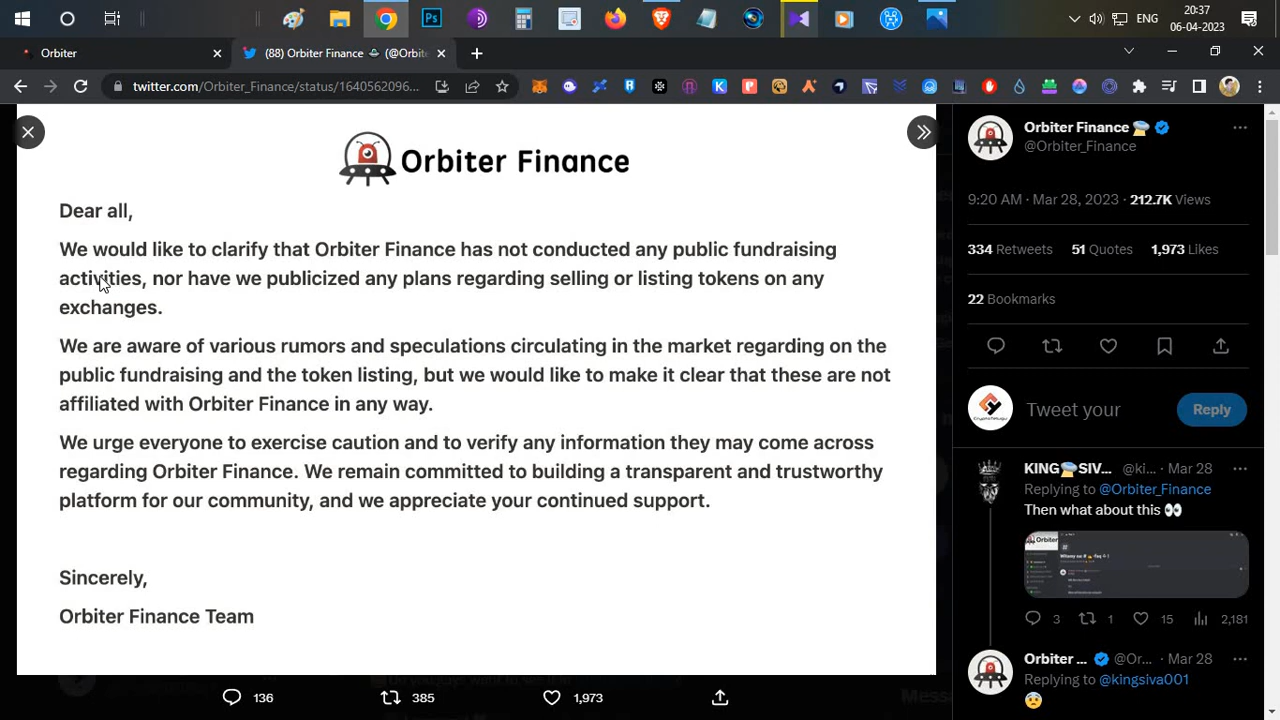 20:37
ENG
06-04-2023
Orbiter
(88) Orbiter Finance
(@Orbite
twitter.com/Orbiter_Finance/status/1640562096...
Orbiter Finance
Dear all,
We would like to clarify that Orbiter Finance has not conducted any public fundraising
activities, nor have we publicized any plans regarding selling or listing tokens on any
exchanges.
We are aware of various rumors and speculations circulating in the market regarding on the
public fundraising and the token listing, but we would like to make it clear that these are not
affiliated with Orbiter Finance in any way.
We urge everyone to exercise caution and to verify any information they may come across
regarding Orbiter Finance. We remain committed to building a transparent and trustworthy
platform for our community, and we appreciate your continued support.
Sincerely,
Orbiter Finance Team
136
385
1,973
Orbiter Finance
@Orbiter_Finance
9:20 AM · Mar 28, 2023 · 212.7K Views
334 Retweets 51 Quotes 1,973 Likes
22 Bookmarks
Tweet your
Reply
KING🪐SIV... @ki... · Mar 28
Replying to @Orbiter_Finance
Then what about this 👀
Orbiter
3 1 15 2,181
Orbiter ... @Or... · Mar 28
Replying to @kingsiva001
😨